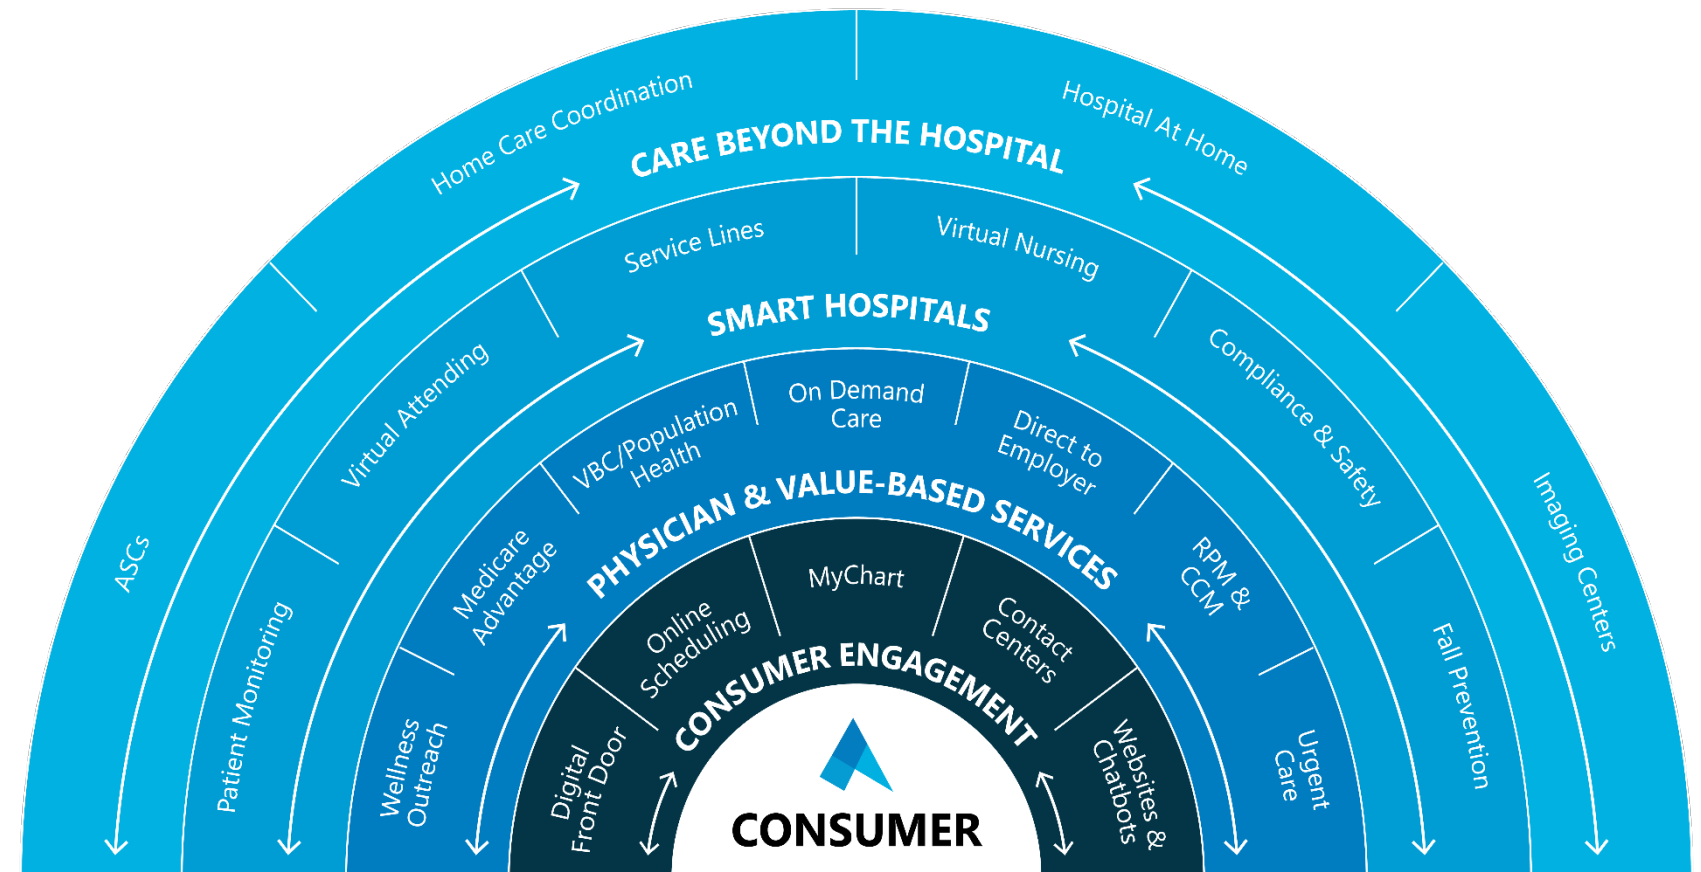 Home Care Coordination
Hospital At Home
CARE BEYOND THE HOSPITAL
ASCs
Imaging Centers
Service Lines
Virtual Nursing
SMART HOSPITALS
Virtual Attending
Compliance & Safety
Patient Monitoring
Fall Prevention
On Demand
Care
VBC/Population
Health
Direct to
Employer
PHYSICIAN & VALUE-BASED SERVICES
Medicare
Advantage
RPM &
CCM
Wellness
Outreach
Urgent
Care
MyChart
Online
Scheduling
Contact
Centers
CONSUMER ENGAGEMENT
Digital
Front Door
Websites &
Chatbots
CONSUMER